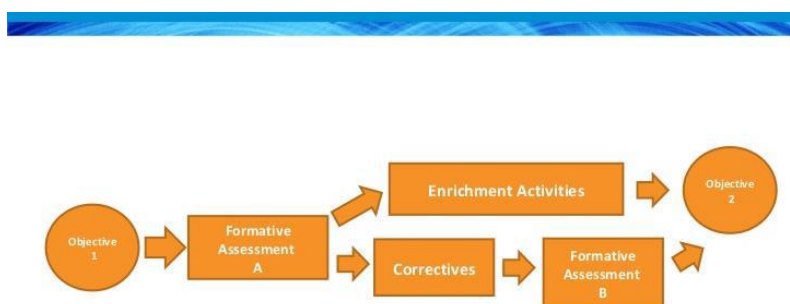 Enrichment Activities
Objective
2
Objective
1
Formative
Assessment
A
Correctives
Formative
Assessment
B